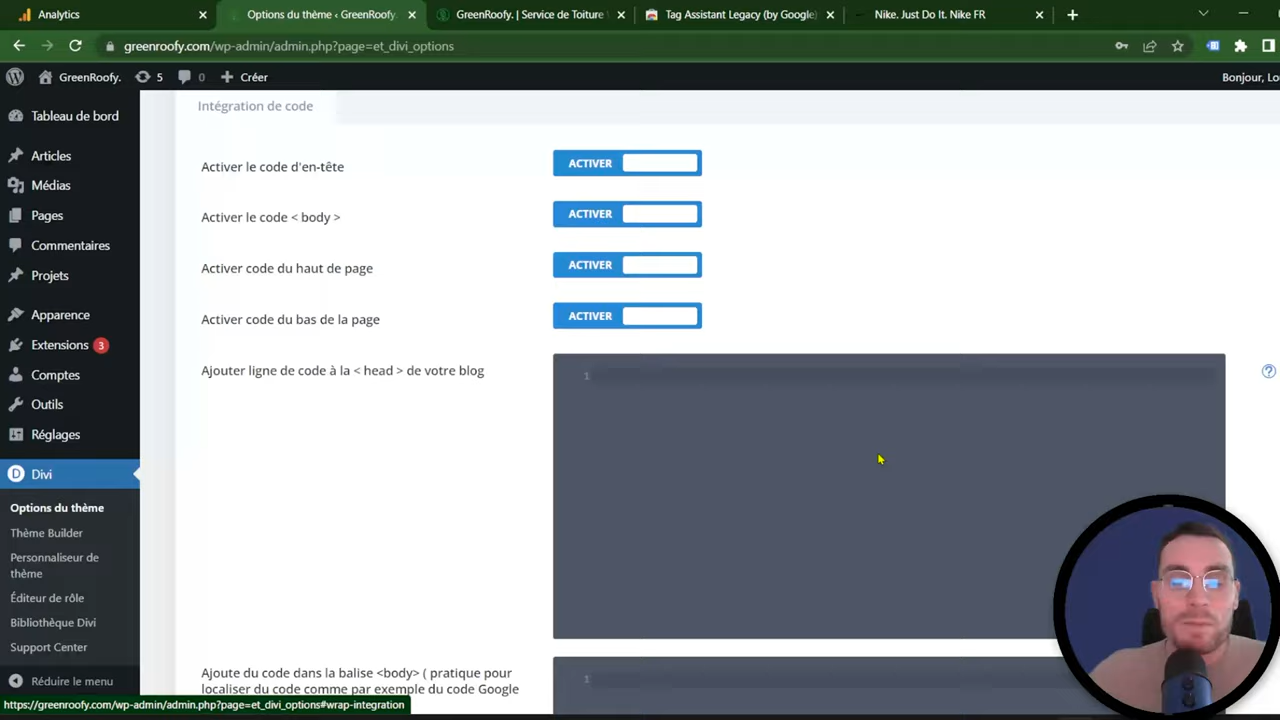 Analytics
Options du thème ‹ GreenRoofy.
GreenRoofy. | Service de Toiture
Tag Assistant Legacy (by Google)
Nike. Just Do It. Nike FR
greenroofy.com/wp-admin/admin.php?page=et_divi_options
GreenRoofy.
5
0
Créer
Bonjour, Lo
Tableau de bord
Articles
Médias
Pages
Commentaires
Projets
Apparence
Extensions 3
Comptes
Outils
Réglages
Divi
Options du thème
Thème Builder
Personnaliseur de
thème
Éditeur de rôle
Bibliothèque Divi
Support Center
Réduire le menu
Intégration de code
Activer le code d'en-tête
ACTIVER
Activer le code < body >
ACTIVER
Activer code du haut de page
ACTIVER
Activer code du bas de la page
ACTIVER
Ajouter ligne de code à la < head > de votre blog
1
Ajoute du code dans la balise <body> ( pratique pour
localiser du code comme par exemple du code Google
1
https://greenroofy.com/wp-admin/admin.php?page=et_divi_options#wrap-integration